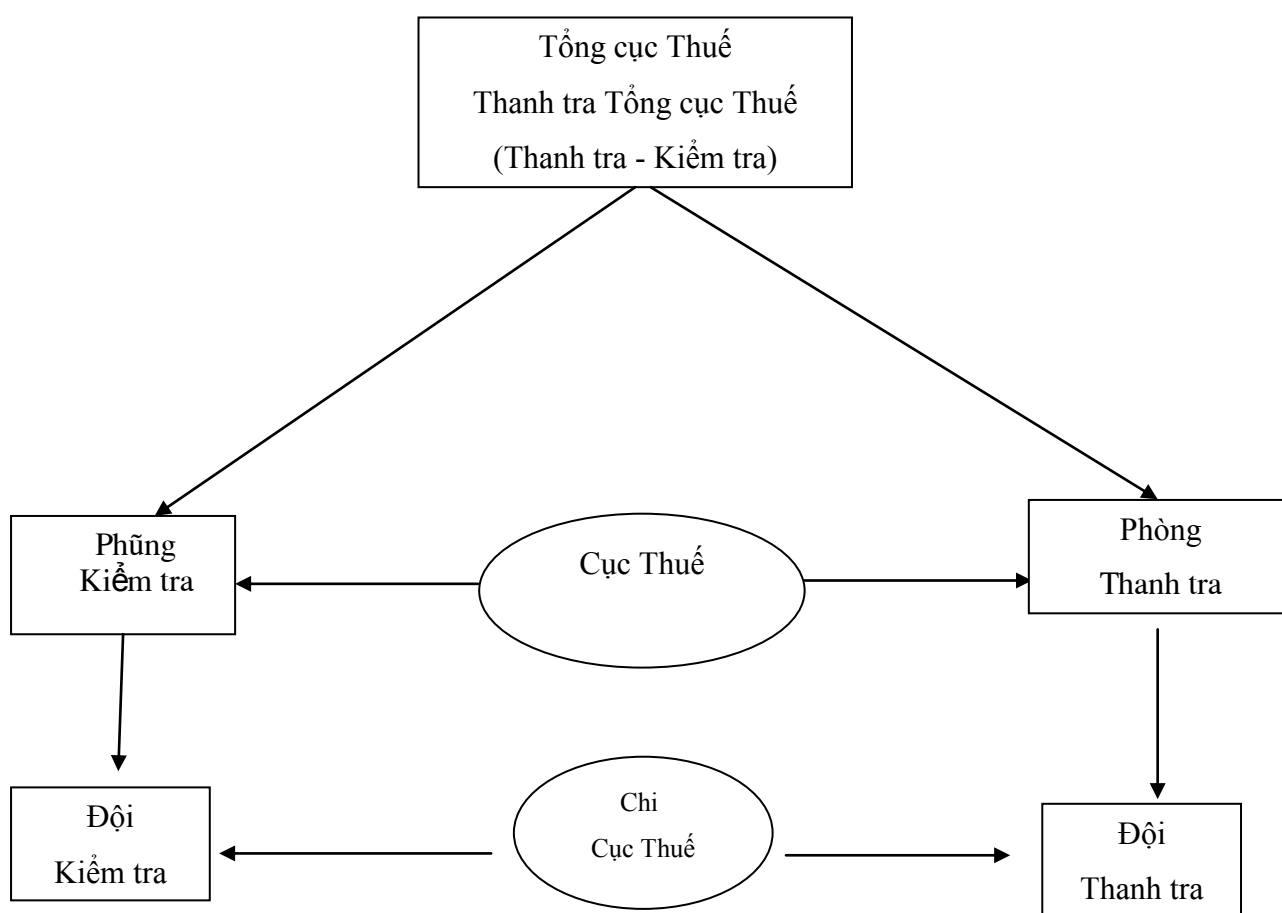 Tổng cục Thuế
Thanh tra Tổng cục Thuế
(Thanh tra - Kiểm tra)
Phũng
Kiểm tra
Cục Thuế
Phòng
Thanh tra
Đội
Kiểm tra
Chi
Cục Thuế
Đội
Thanh tra